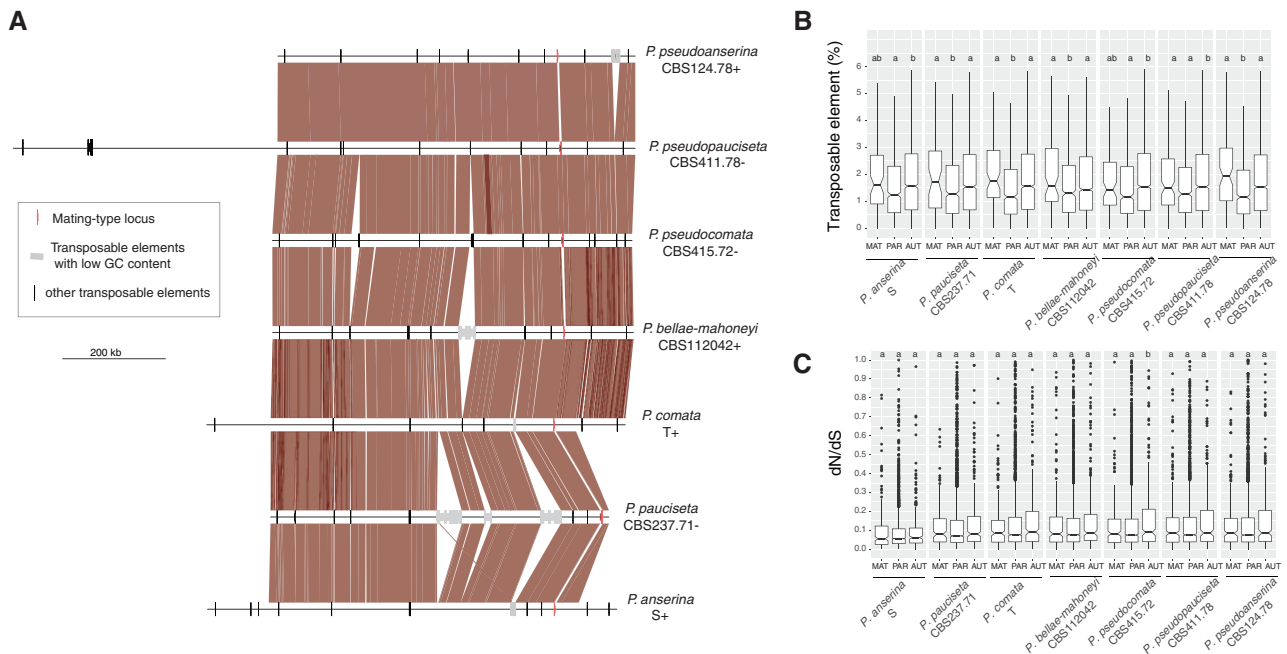 A
P. pseudoanserina
CBS124.78+
P. pseudopauciseta
CBS411.78-
P. pseudocomata
CBS415.72-
P. bellae-mahoneyi
CBS112042+
P. comata
T+
P. pauciseta
CBS237.71-
P. anserina
S+
Mating-type locus
Transposable elements
with low GC content
other transposable elements
200 kb
B
Transposable element (%)
6
5
4
3
2
1
0
ab a b
a b a
a b a
a b a
ab a b
a a b
a b a
MAT PAR AUT
MAT PAR AUT
MAT PAR AUT
MAT PAR AUT
MAT PAR AUT
MAT PAR AUT
MAT PAR AUT
P. anserina
S
P. pauciseta
CBS237.71
P. comata
T
P. bellae-mahoneyi
CBS112042
P. pseudocomata
CBS415.72
P. pseudopauciseta
CBS411.78
P. pseudoanserina
CBS124.78
C
dN/dS
1.0
0.9
0.8
0.7
0.6
0.5
0.4
0.3
0.2
0.1
0.0
a a a
a a a
a a a
a a a
a a b
a a a
a a a
MAT PAR AUT
MAT PAR AUT
MAT PAR AUT
MAT PAR AUT
MAT PAR AUT
MAT PAR AUT
MAT PAR AUT
P. anserina
S
P. pauciseta
CBS237.71
P. comata
T
P. bellae-mahoneyi
CBS112042
P. pseudocomata
CBS415.72
P. pseudopauciseta
CBS411.78
P. pseudoanserina
CBS124.78